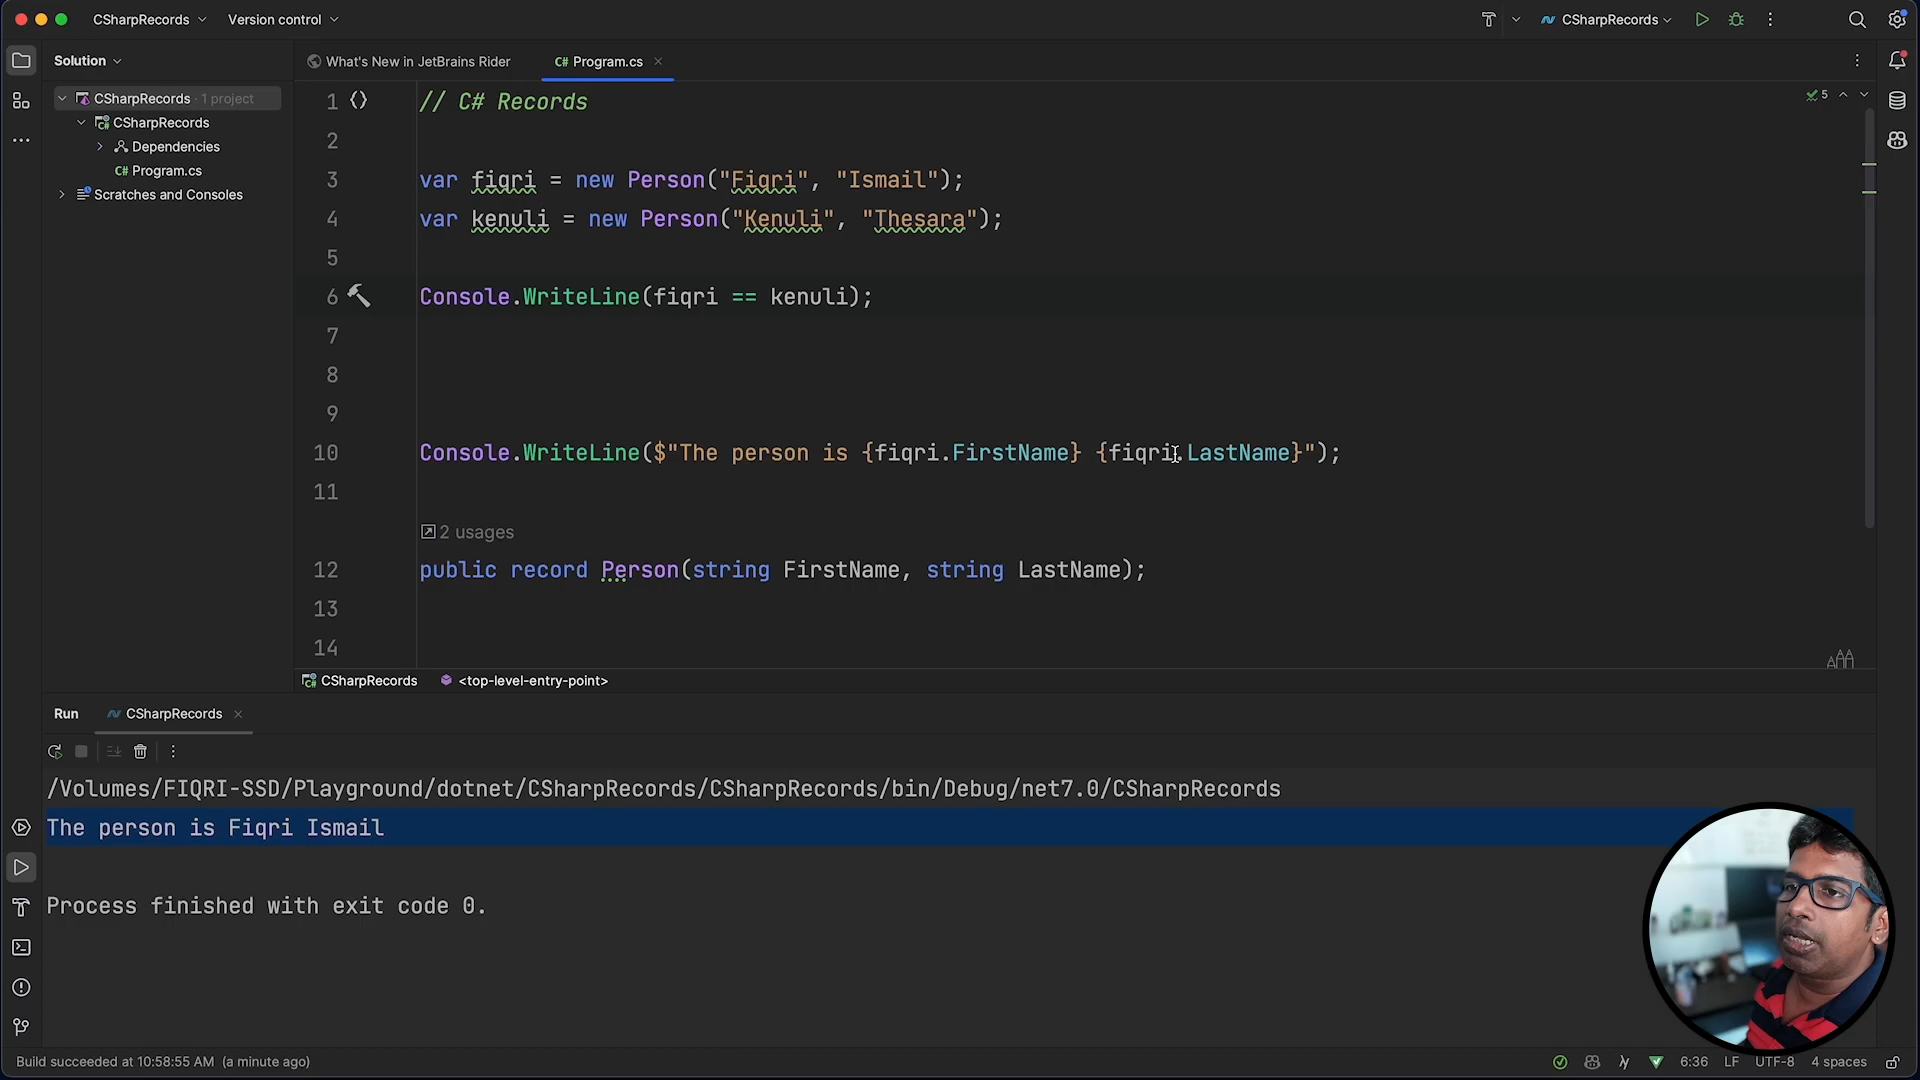 CSharpRecords
Version control
CSharpRecords
Solution
What's New in JetBrains Rider
C# Program.cs
CSharpRecords · 1 project
CSharpRecords
Dependencies
C# Program.cs
Scratches and Consoles
5
1 // C# Records
2
3 var fiqri = new Person("Fiqri", "Ismail");
4 var kenuli = new Person("Kenuli", "Thesara");
5
6 Console.WriteLine(fiqri == kenuli);
7
8
9
10 Console.WriteLine($"The person is {fiqri.FirstName} {fiqri.LastName}");
11
2 usages
12 public record Person(string FirstName, string LastName);
13
14
CSharpRecords <top-level-entry-point>
Run CSharpRecords
/Volumes/FIQRI-SSD/Playground/dotnet/CSharpRecords/CSharpRecords/bin/Debug/net7.0/CSharpRecords
The person is Fiqri Ismail
Process finished with exit code 0.
Build succeeded at 10:58:55 AM (a minute ago)
6:36 LF UTF-8 4 spaces